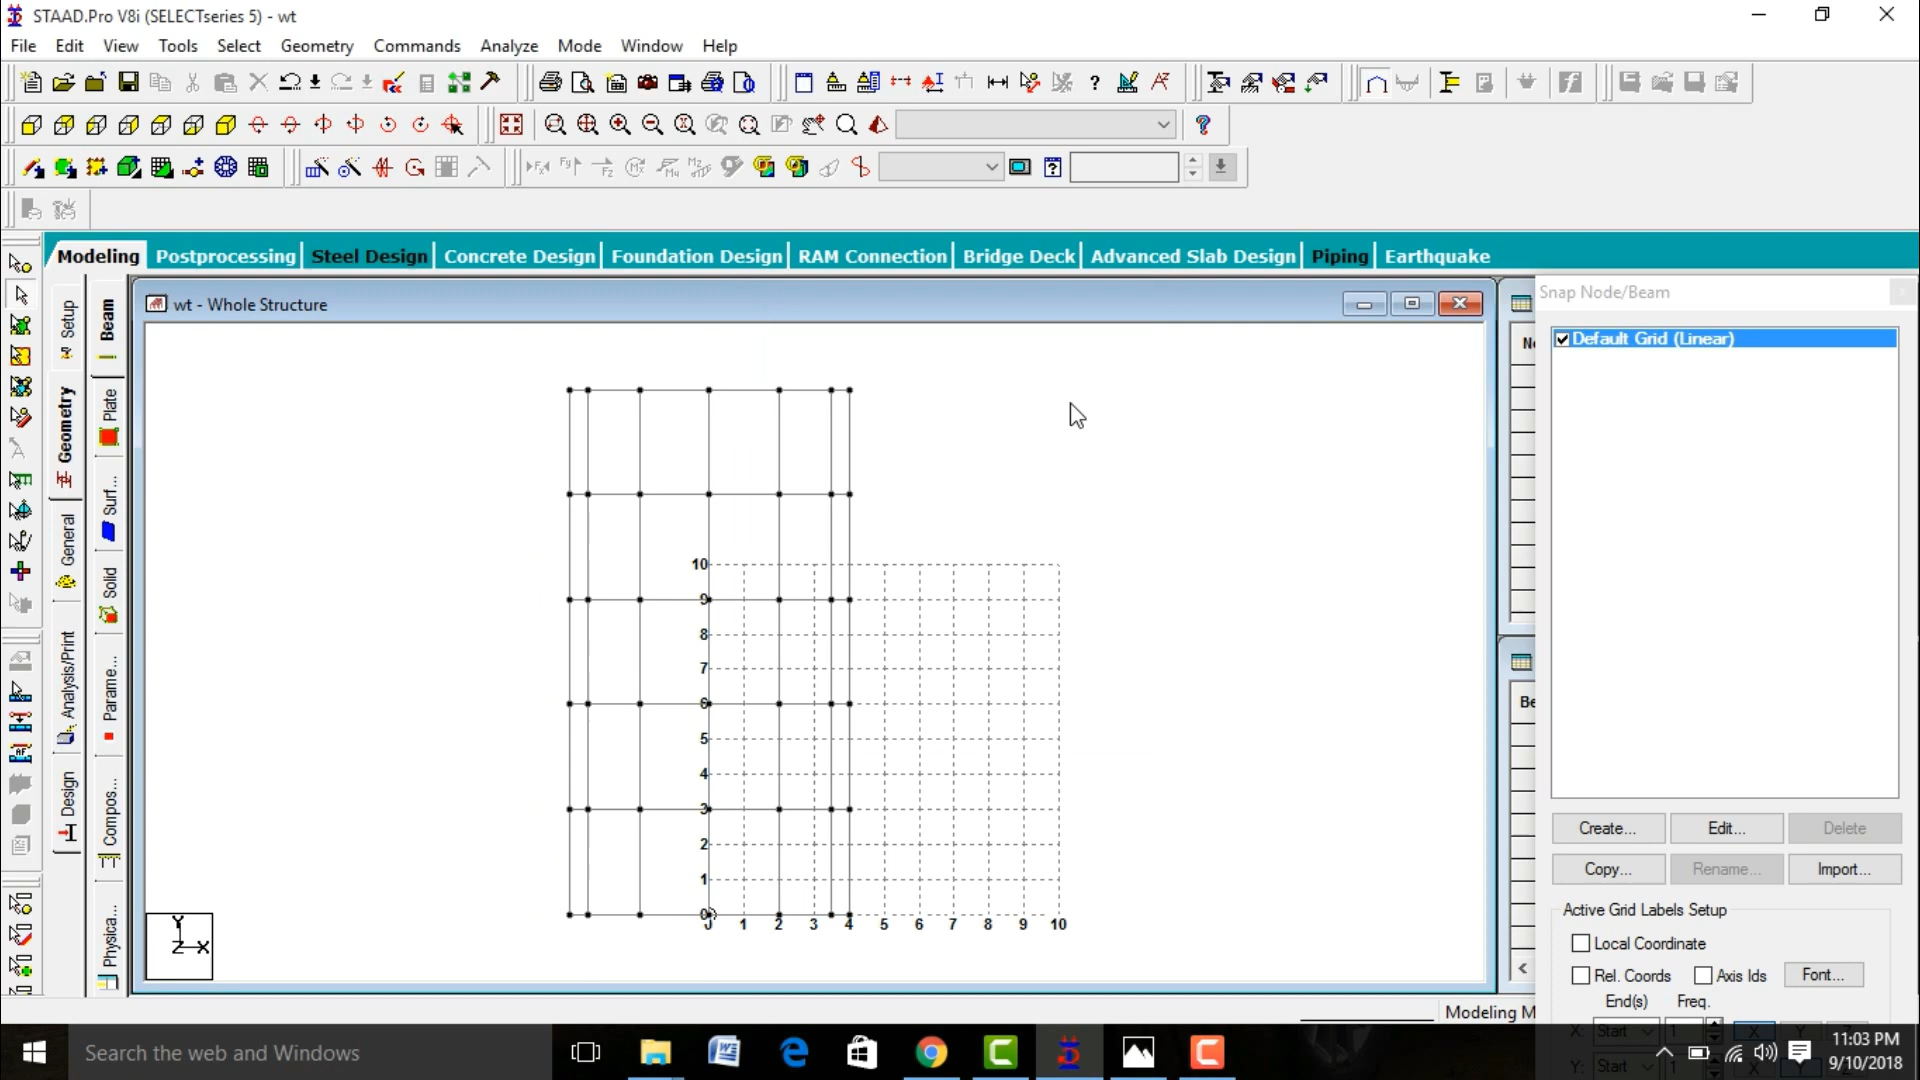 STAAD.Pro V8i (SELECTseries 5) - wt
File Edit View Tools Select Geometry Commands Analyze Mode Window Help
Modeling Postprocessing Steel Design Concrete Design Foundation Design RAM Connection Bridge Deck Advanced Slab Design Piping Earthquake
Setup
Geometry
General
Analysis/Print
Design
Beam
Plate
Surf...
Solid
Parame...
Compos...
Physica...
wt - Whole Structure
10
9
8
7
6
5
4
3
2
1
0
0 1 2 3 4 5 6 7 8 9 10
Y
Z X
Snap Node/Beam
Default Grid (Linear)
Create... Edit... Delete
Copy... Rename... Import...
Active Grid Labels Setup
Local Coordinate
Rel. Coords Axis Ids Font...
End(s) Freq.
X: Start 1
Y: Start 1
Modeling M
Search the web and Windows
11:03 PM
9/10/2018